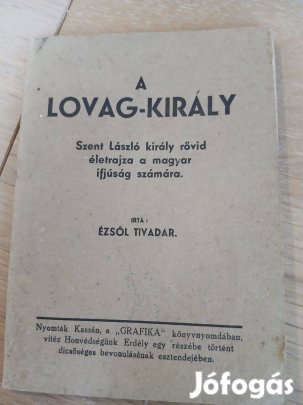 A
LOVAG-KIRÁLY
Szent László király rövid
életrajza a magyar
ifjúság számára.
IRTA:
ÉZSÖL TIVADAR.
Nyomták Kassán, a „GRAFIKA" könyvnyomdában,
vitéz Honvédségünk Erdély egy részébe történt
dicsőséges bevonulásának esztendejében.
Jófogás